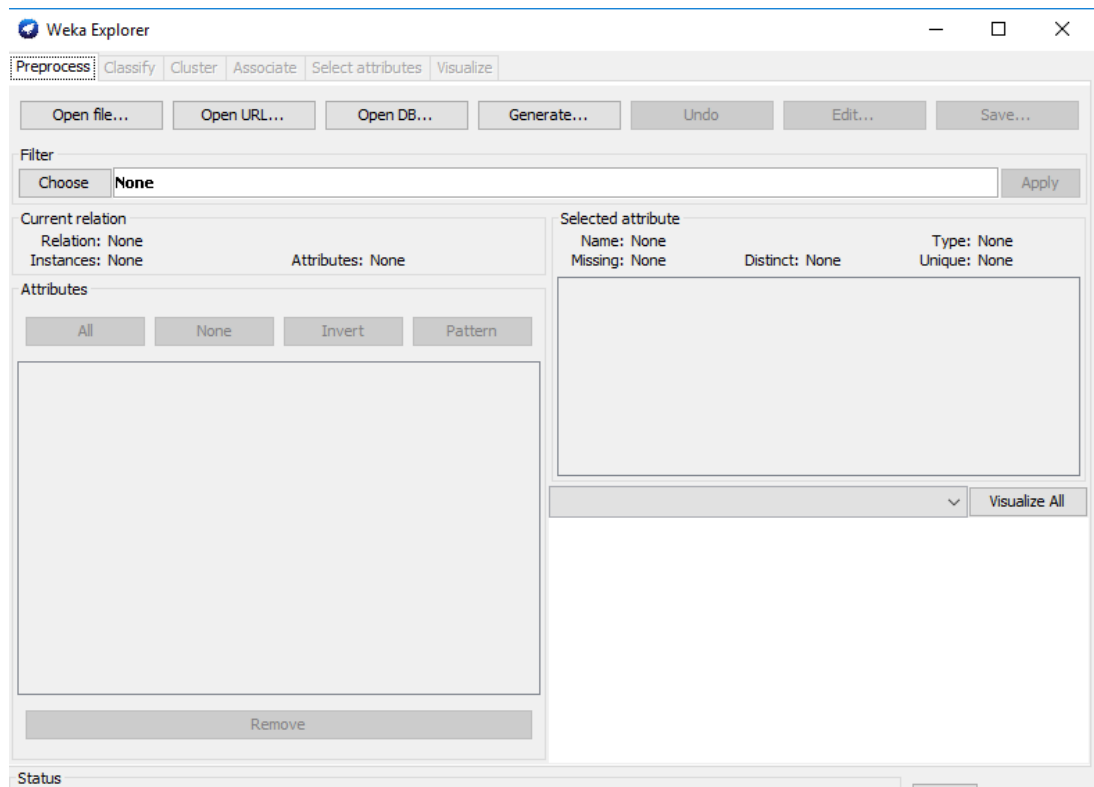 Weka Explorer
Preprocess Classify Cluster Associate Select attributes Visualize
Open file... Open URL... Open DB... Generate... Undo Edit... Save...
Filter
Choose None Apply
Current relation
Relation: None
Instances: None Attributes: None
Selected attribute
Name: None Type: None
Missing: None Distinct: None Unique: None
Attributes
All None Invert Pattern
Visualize All
Remove
Status